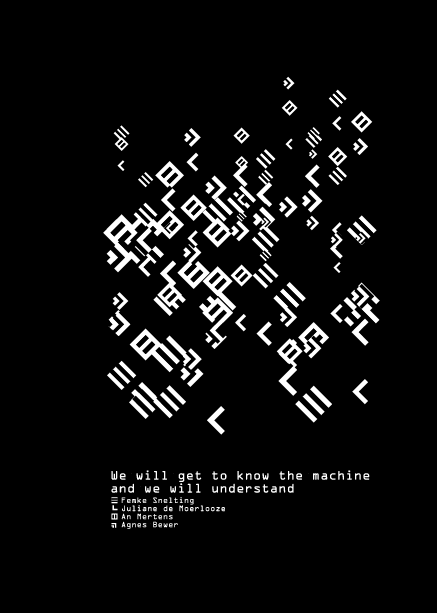 We will get to know the machine
and we will understand
Femke Snelting
Juliane de Moerlooze
An Mertens
Agnes Bewer